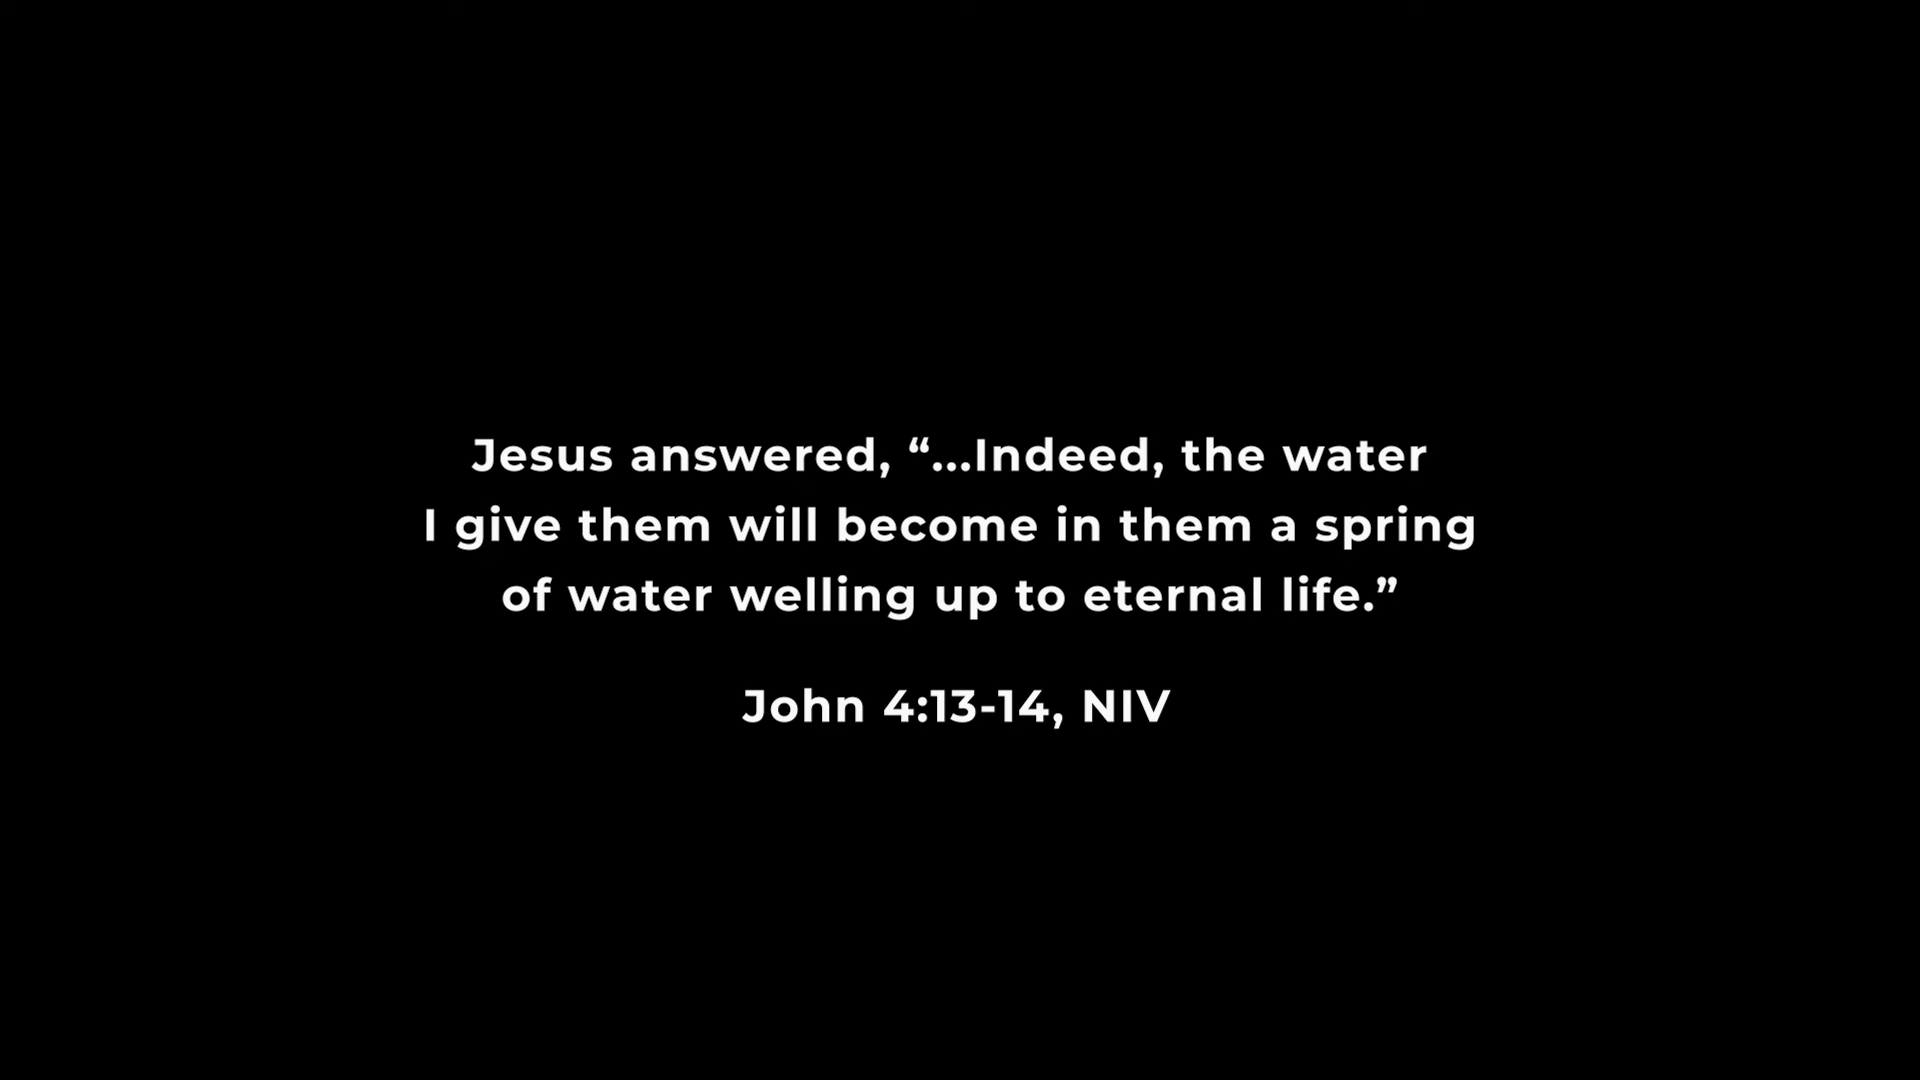 Jesus answered, “...Indeed, the water
I give them will become in them a spring
of water welling up to eternal life.”
John 4:13-14, NIV